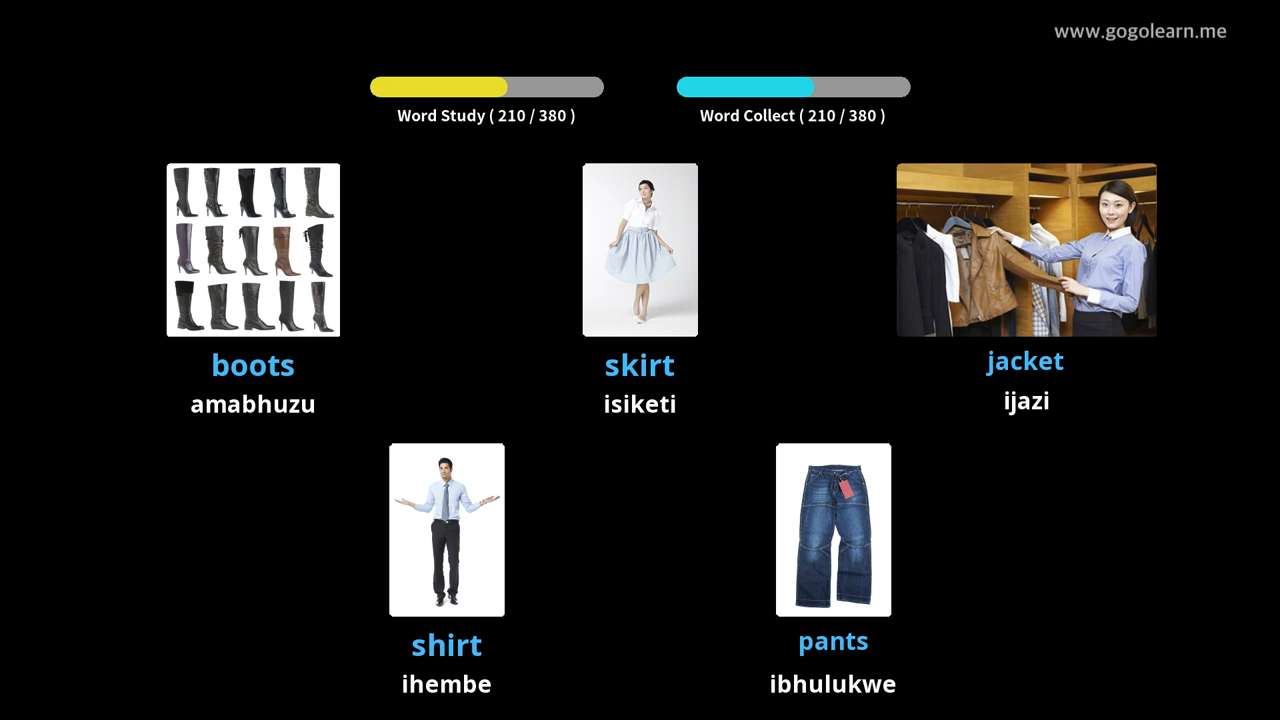 www.gogolearn.me
Word Study ( 210 / 380 )
Word Collect ( 210 / 380 )
boots
amabhuzu
skirt
isiketi
jacket
ijazi
shirt
ihembe
pants
ibhulukwe